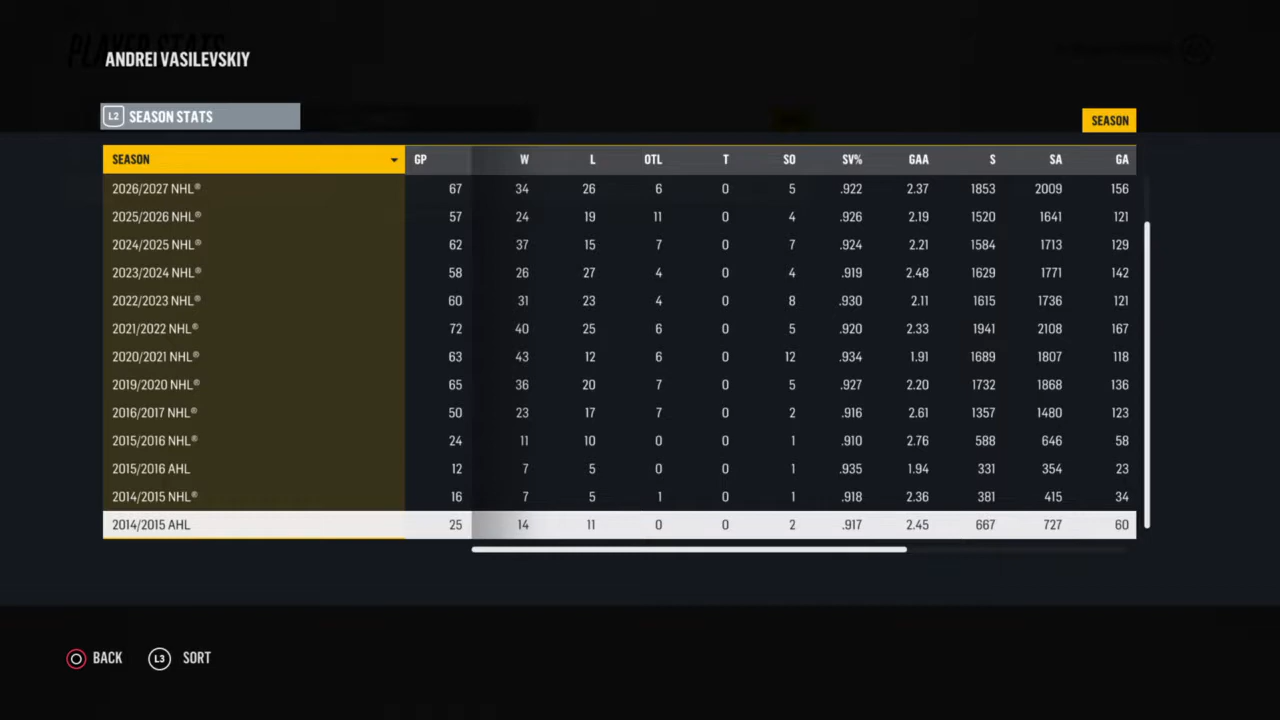 PLAYER STATS
ANDREI VASILEVSKIY
L2 SEASON STATS
SEASON
SEASON GP W L OTL T SO SV% GAA S SA GA
2026/2027 NHL® 67 34 26 6 0 5 .922 2.37 1853 2009 156
2025/2026 NHL® 57 24 19 11 0 4 .926 2.19 1520 1641 121
2024/2025 NHL® 62 37 15 7 0 7 .924 2.21 1584 1713 129
2023/2024 NHL® 58 26 27 4 0 4 .919 2.48 1629 1771 142
2022/2023 NHL® 60 31 23 4 0 8 .930 2.11 1615 1736 121
2021/2022 NHL® 72 40 25 6 0 5 .920 2.33 1941 2108 167
2020/2021 NHL® 63 43 12 6 0 12 .934 1.91 1689 1807 118
2019/2020 NHL® 65 36 20 7 0 5 .927 2.20 1732 1868 136
2016/2017 NHL® 50 23 17 7 0 2 .916 2.61 1357 1480 123
2015/2016 NHL® 24 11 10 0 0 1 .910 2.76 588 646 58
2015/2016 AHL 12 7 5 0 0 1 .935 1.94 331 354 23
2014/2015 NHL® 16 7 5 1 0 1 .918 2.36 381 415 34
2014/2015 AHL 25 14 11 0 0 2 .917 2.45 667 727 60
BACK L3 SORT